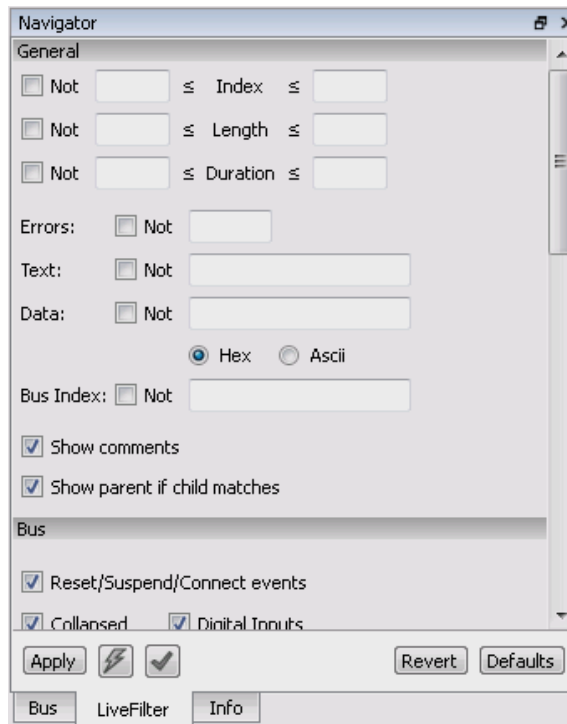 Navigator
General
Not ≤ Index ≤
Not ≤ Length ≤
Not ≤ Duration ≤
Errors: Not
Text: Not
Data: Not
Hex Ascii
Bus Index: Not
Show comments
Show parent if child matches
Bus
Reset/Suspend/Connect events
Collapsed Digital Inputs
Apply Revert Defaults
Bus LiveFilter Info